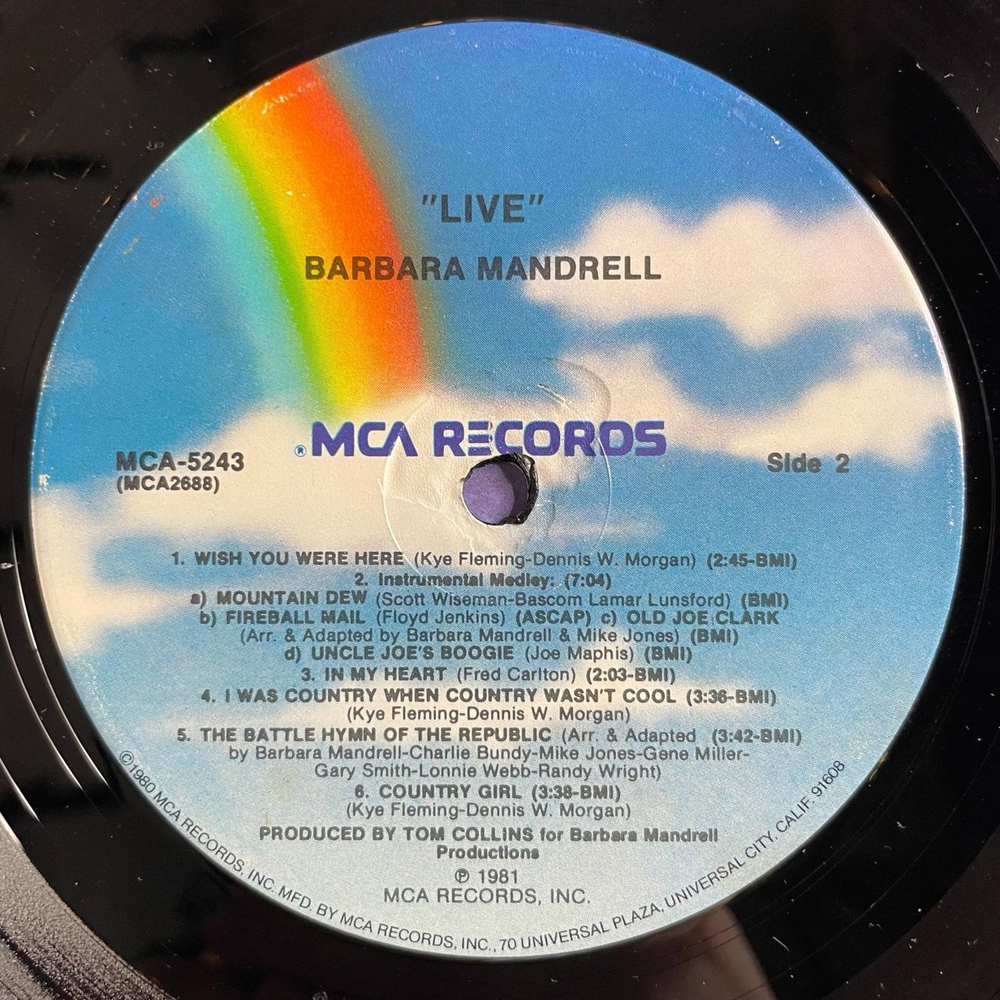 "LIVE"
BARBARA MANDRELL
® MCA RECORDS
MCA-5243
(MCA2688)
Side 2
1. WISH YOU WERE HERE (Kye Fleming-Dennis W. Morgan) (2:45-BMI)
2. Instrumental Medley: (7:04)
a) MOUNTAIN DEW (Scott Wiseman-Bascom Lamar Lunsford) (BMI)
b) FIREBALL MAIL (Floyd Jenkins) (ASCAP) c) OLD JOE CLARK
(Arr. & Adapted by Barbara Mandrell & Mike Jones) (BMI)
d) UNCLE JOE'S BOOGIE (Joe Maphis) (BMI)
3. IN MY HEART (Fred Carlton) (2:03-BMI)
4. I WAS COUNTRY WHEN COUNTRY WASN'T COOL (3:36-BMI)
(Kye Fleming-Dennis W. Morgan)
5. THE BATTLE HYMN OF THE REPUBLIC (Arr. & Adapted (3:42-BMI)
by Barbara Mandrell-Charlie Bundy-Mike Jones-Gene Miller-
Gary Smith-Lonnie Webb-Randy Wright)
6. COUNTRY GIRL (3:38-BMI)
(Kye Fleming-Dennis W. Morgan)
PRODUCED BY TOM COLLINS for Barbara Mandrell
Productions
℗ 1981
MCA RECORDS, INC.
©1980 MCA RECORDS, INC. MFD. BY MCA RECORDS, INC., 70 UNIVERSAL PLAZA, UNIVERSAL CITY, CALIF. 91608